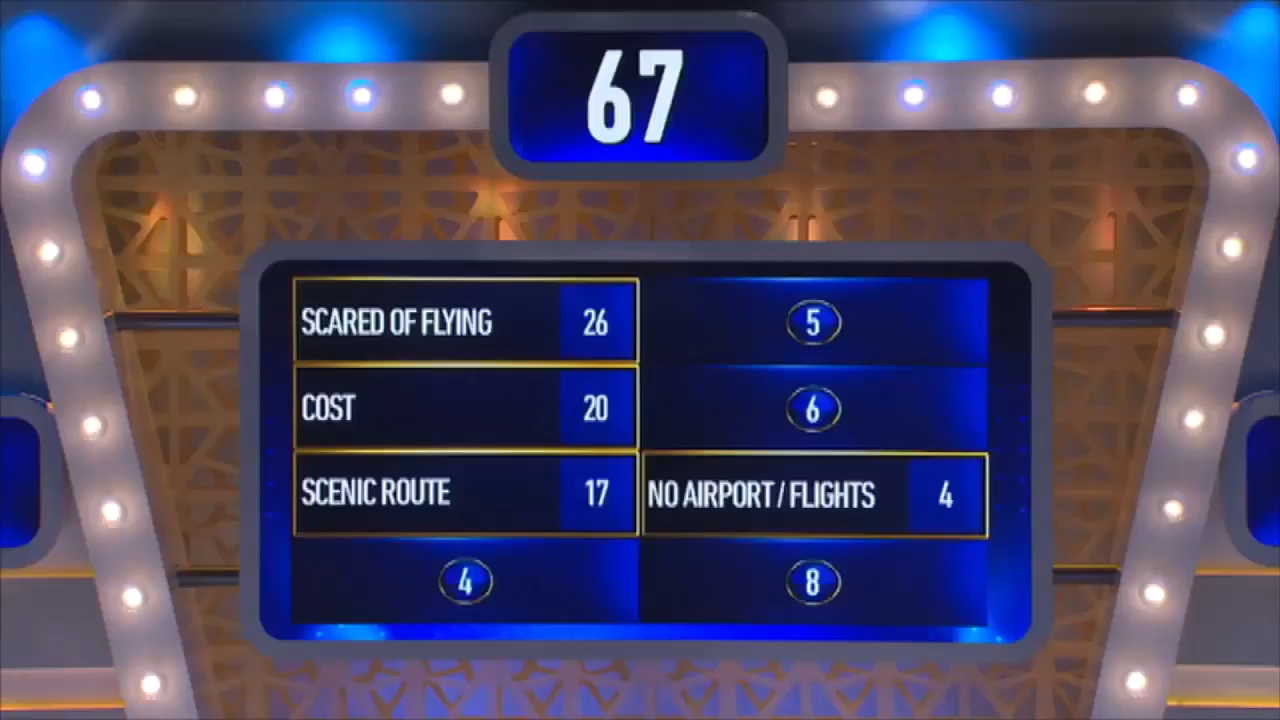 67
SCARED OF FLYING 26
5
COST 20
6
SCENIC ROUTE 17
NO AIRPORT / FLIGHTS 4
4
8